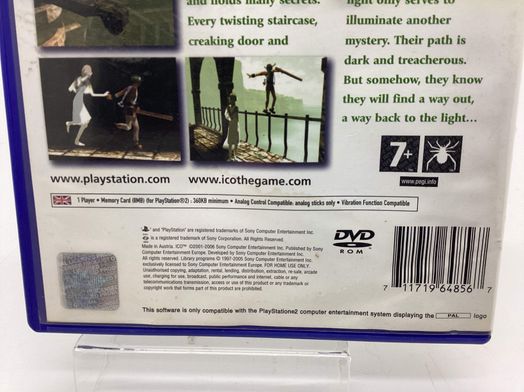 and holds many secrets.
Every twisting staircase,
creaking door and
light only serves to
illuminate another
mystery. Their path is
dark and treacherous.
But somehow, they know
they will find a way out,
a way back to the light...
www.playstation.com
www.icothegame.com
7+
www.pegi.info
1 Player • Memory Card (8MB) (for PlayStation®2) : 360KB minimum • Analog Control Compatible: analog sticks only • Vibration Function Compatible
and "PlayStation" are registered trademarks of Sony Computer Entertainment Inc.
is a registered trademark of Sony Corporation. All Rights Reserved.
Made in Austria. ICO™ ©2001-2006 Sony Computer Entertainment Inc. Published by Sony
Computer Entertainment Europe. Developed by Sony Computer Entertainment Inc.
All rights reserved. Library programs © 1997-2005 Sony Computer Entertainment Inc.
exclusively licensed to Sony Computer Entertainment Europe. FOR HOME USE ONLY.
Unauthorised copying, adaptation, rental, lending, distribution, extraction, re-sale, arcade
use, charging for use, broadcast, public performance and internet, cable or any
telecommunications transmission, access or use of this product or any trademark or
copyright work that forms part of this product are prohibited.
DVD
ROM
7 11719 64856 7
This software is only compatible with the PlayStation2 computer entertainment system displaying the PAL logo